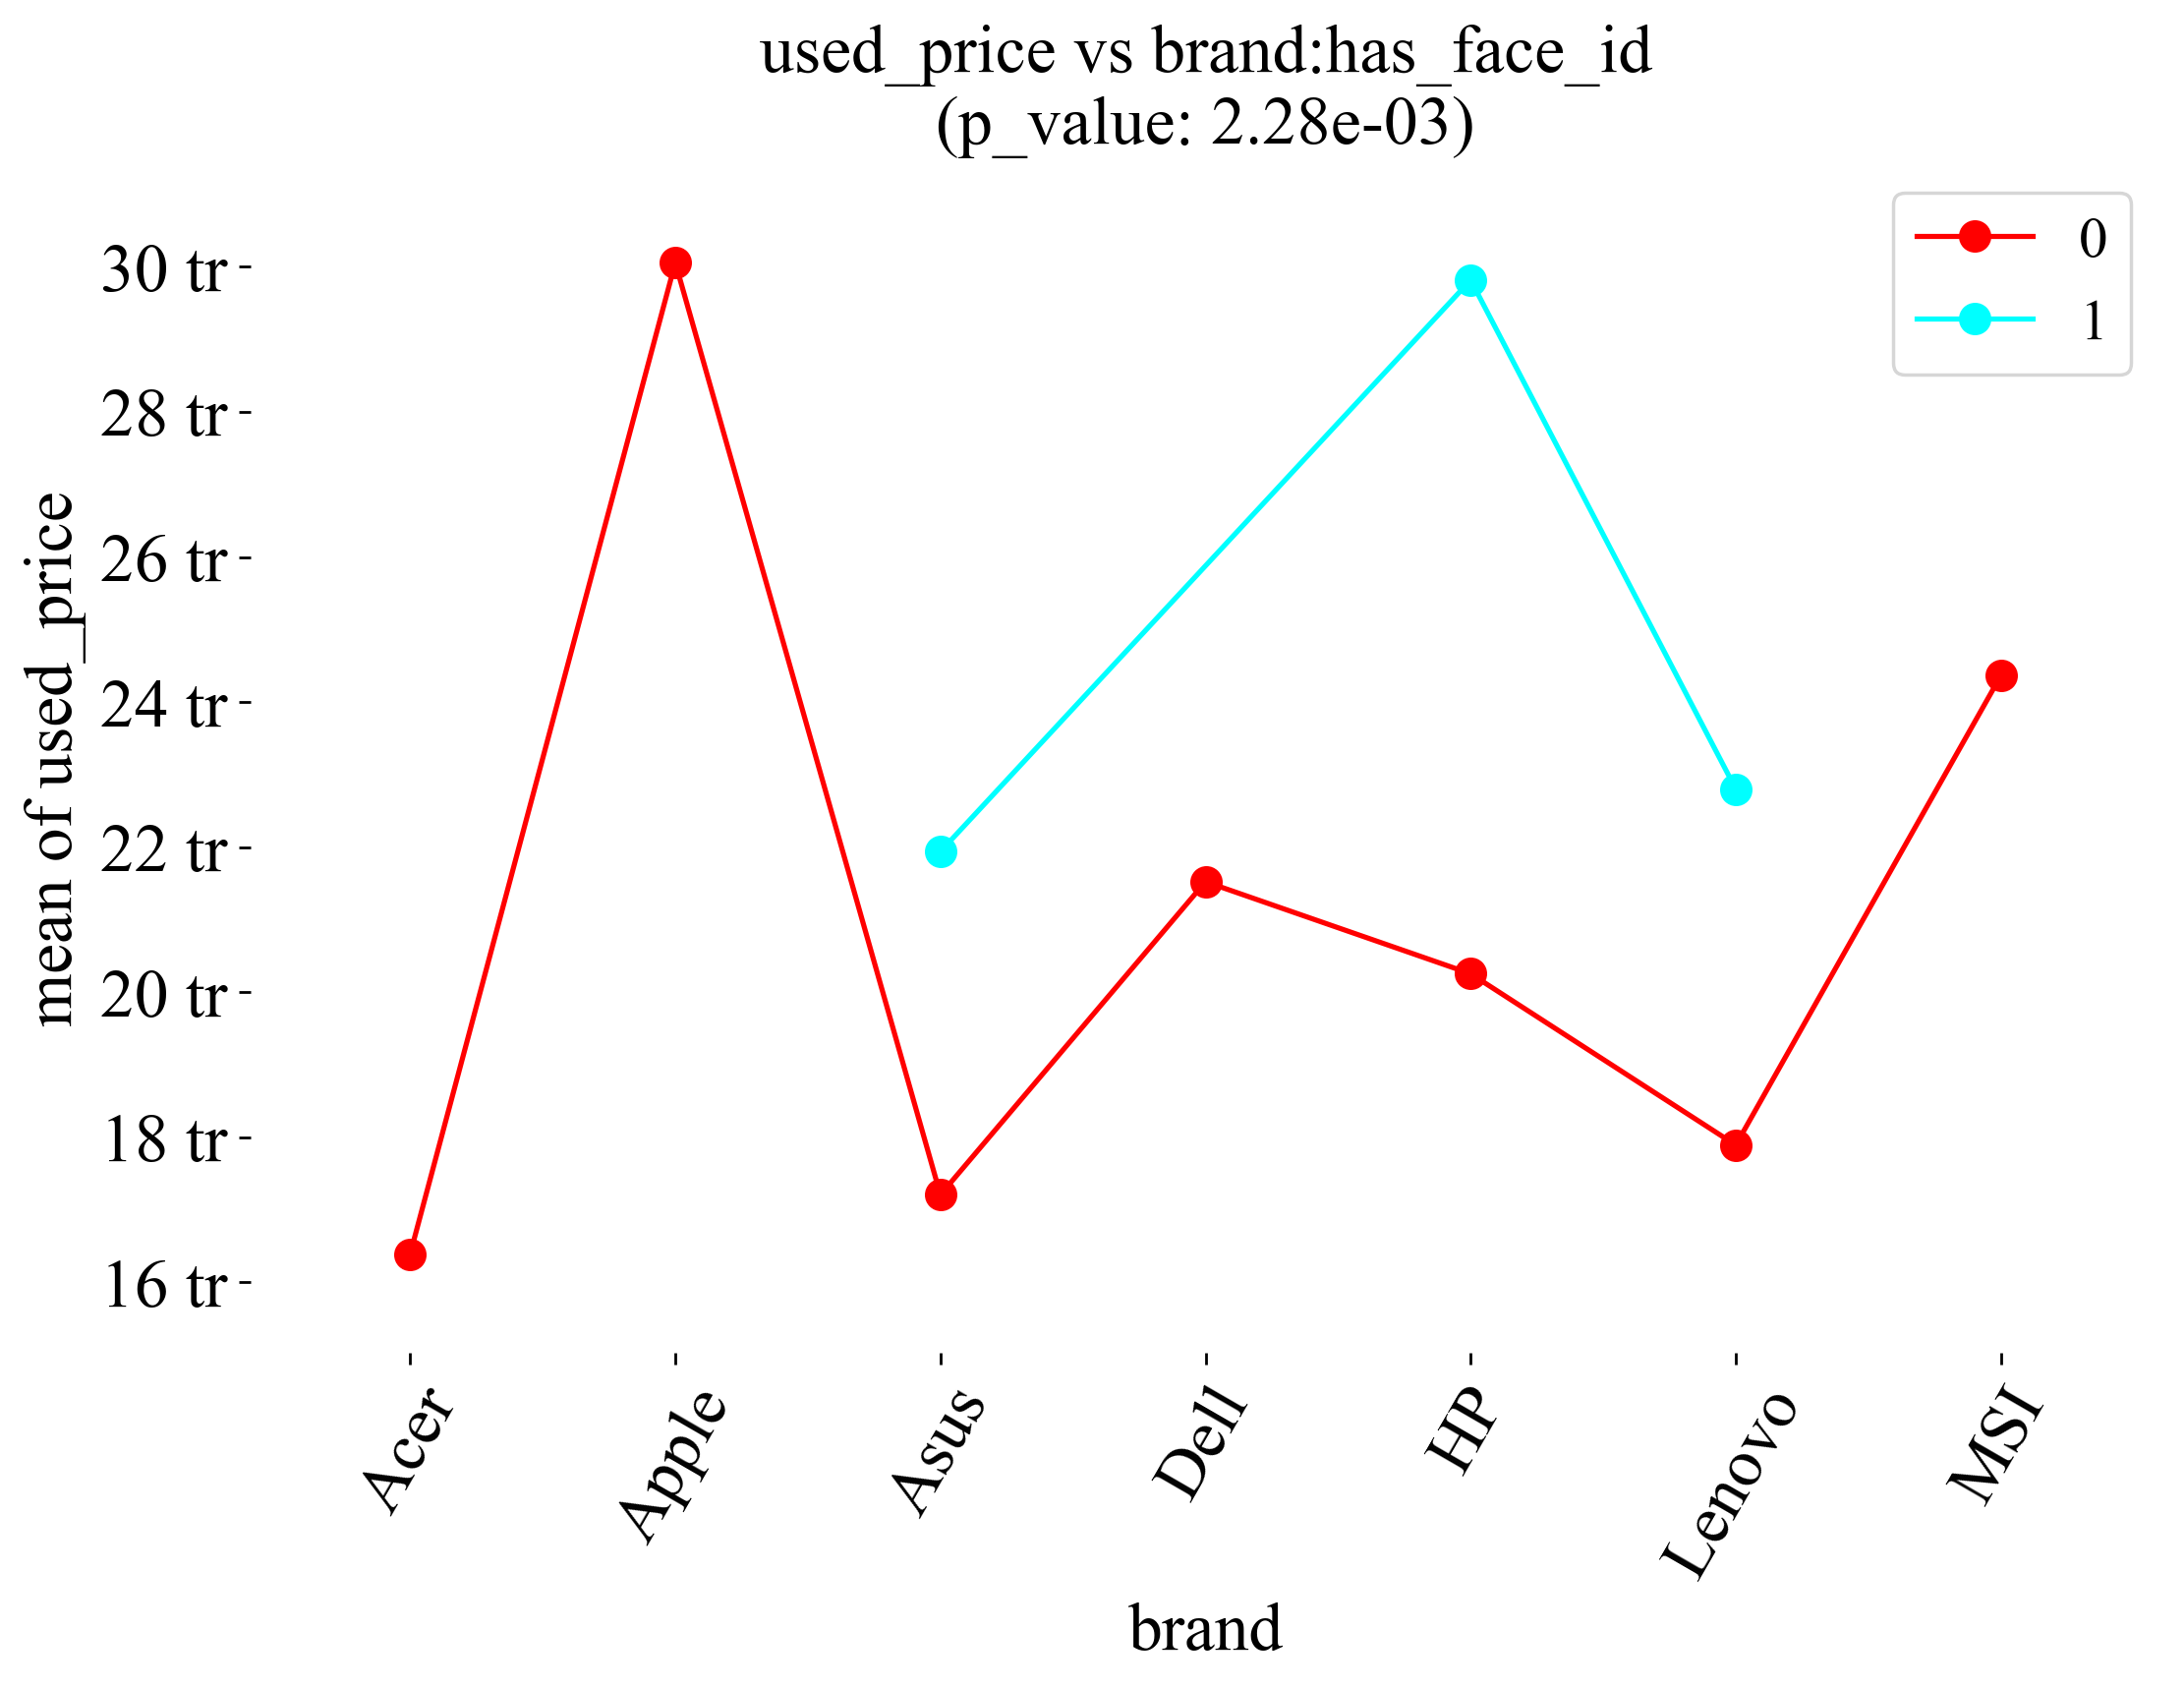 used_price vs brand:has_face_id
(p_value: 2.28e-03)
0
1
30 tr
28 tr
26 tr
24 tr
22 tr
20 tr
18 tr
16 tr
mean of used_price
Acer
Apple
Asus
Dell
HP
Lenovo
MSI
brand